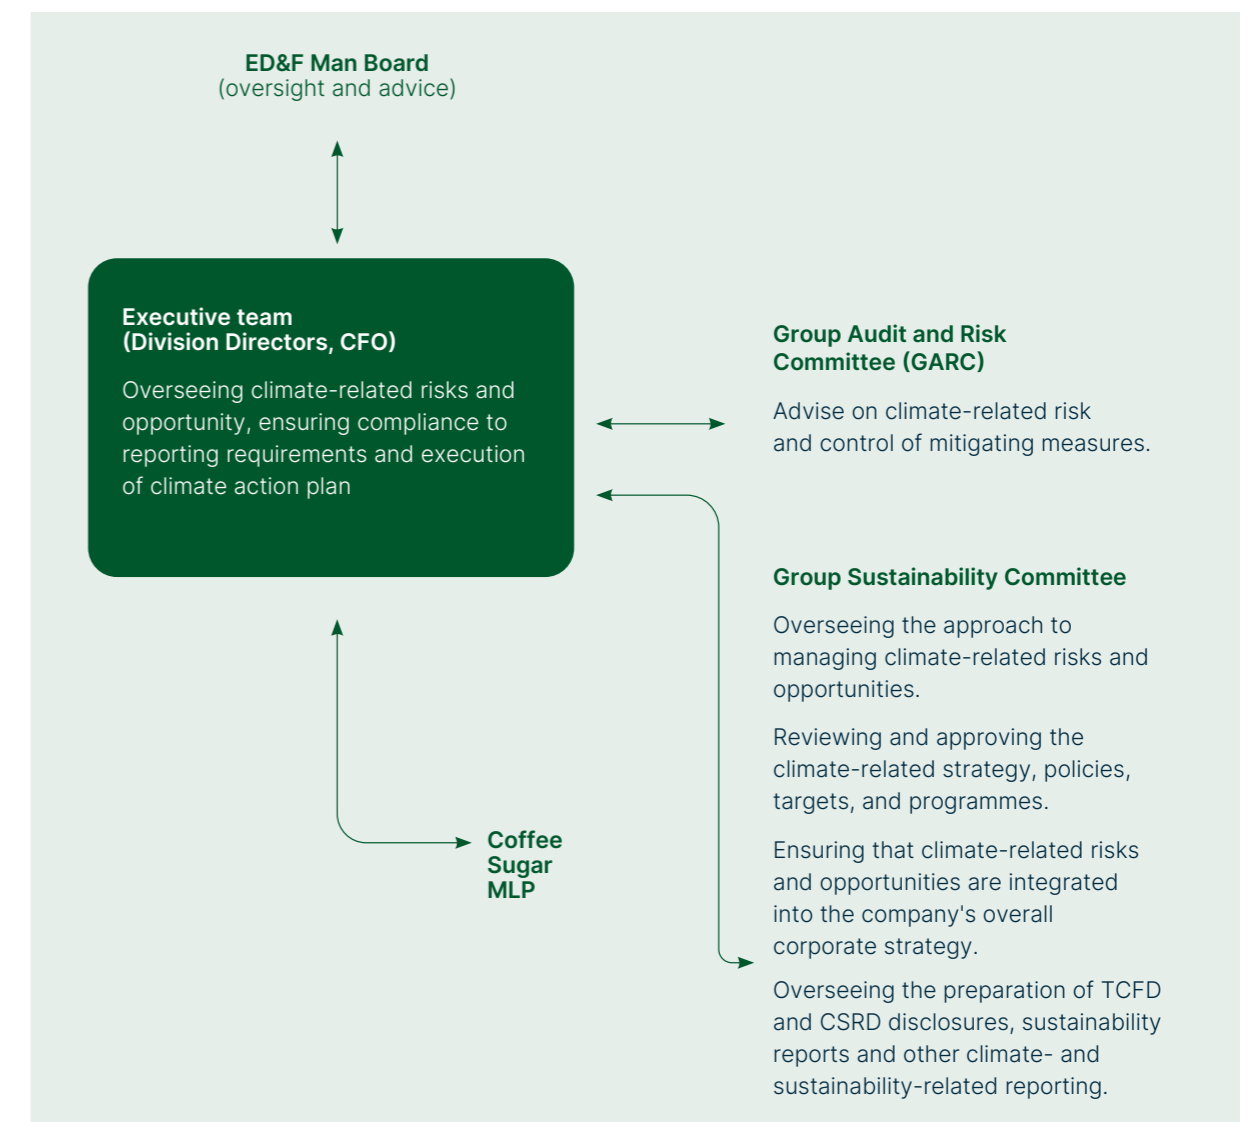 ED&F Man Board
(oversight and advice)
Executive team
(Division Directors, CFO)
Overseeing climate-related risks and
opportunity, ensuring compliance to
reporting requirements and execution
of climate action plan
Group Audit and Risk
Committee (GARC)
Advise on climate-related risk
and control of mitigating measures.
Group Sustainability Committee
Overseeing the approach to
managing climate-related risks and
opportunities.
Reviewing and approving the
climate-related strategy, policies,
targets, and programmes.
Ensuring that climate-related risks
and opportunities are integrated
into the company's overall
corporate strategy.
Overseeing the preparation of TCFD
and CSRD disclosures, sustainability
reports and other climate- and
sustainability-related reporting.
Coffee
Sugar
MLP